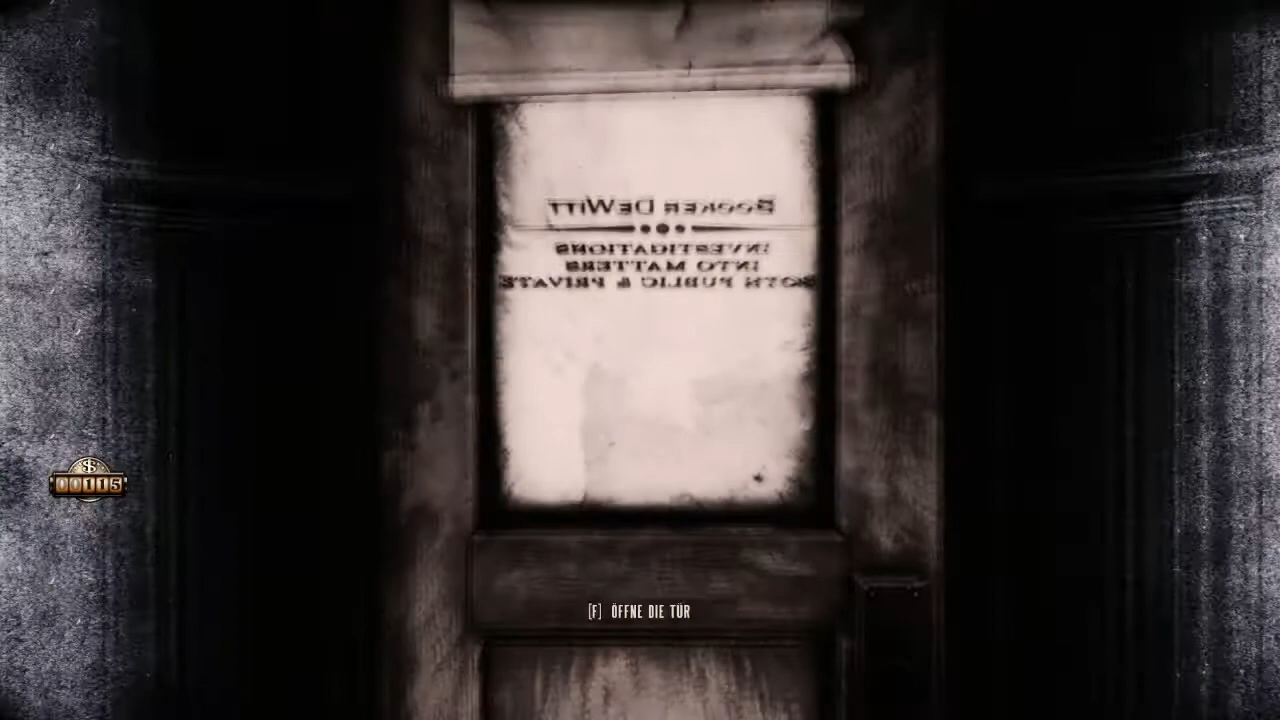 BOOKER DEWITT
INVESTIGATIONS
INTO MATTERS
BOTH PUBLIC & PRIVATE
$
00115
[F] ÖFFNE DIE TÜR